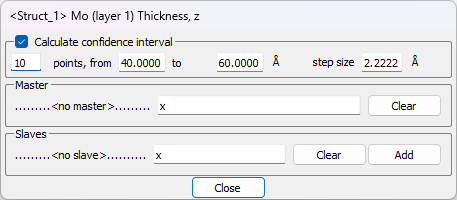 <Struct_1> Mo (layer 1) Thickness, z
Calculate confidence interval
10 points, from 40.0000 to 60.0000 Å step size 2.2222 Å
Master
.........<no master>.......... x Clear
Slaves
.........<no slave>.......... x Clear Add
Close